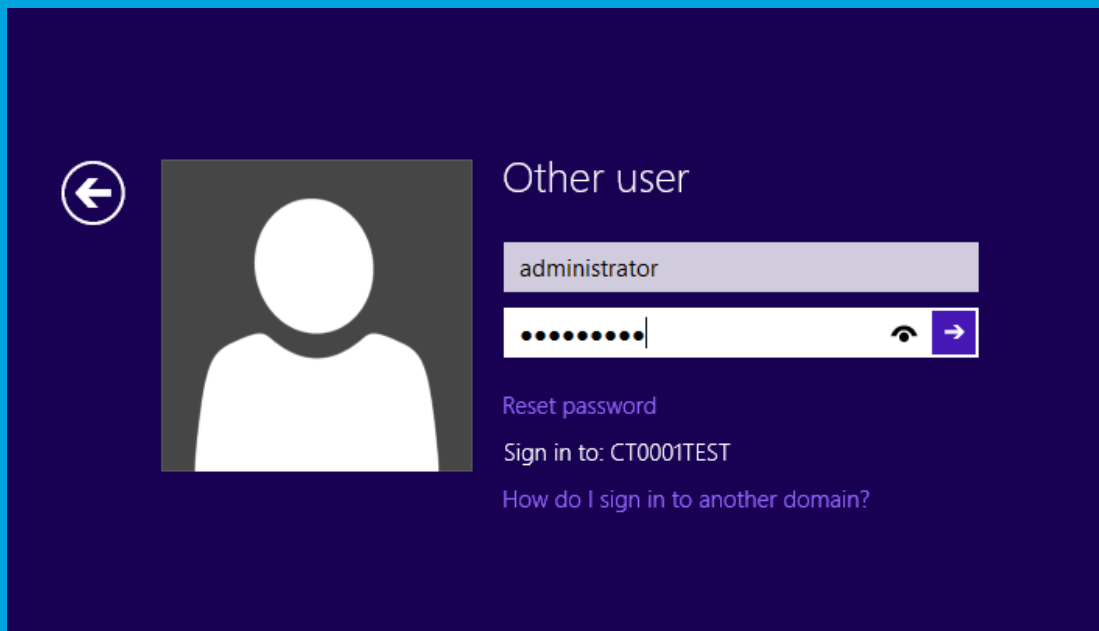 Other user
administrator
•••••••••
Reset password
Sign in to: CT0001TEST
How do I sign in to another domain?